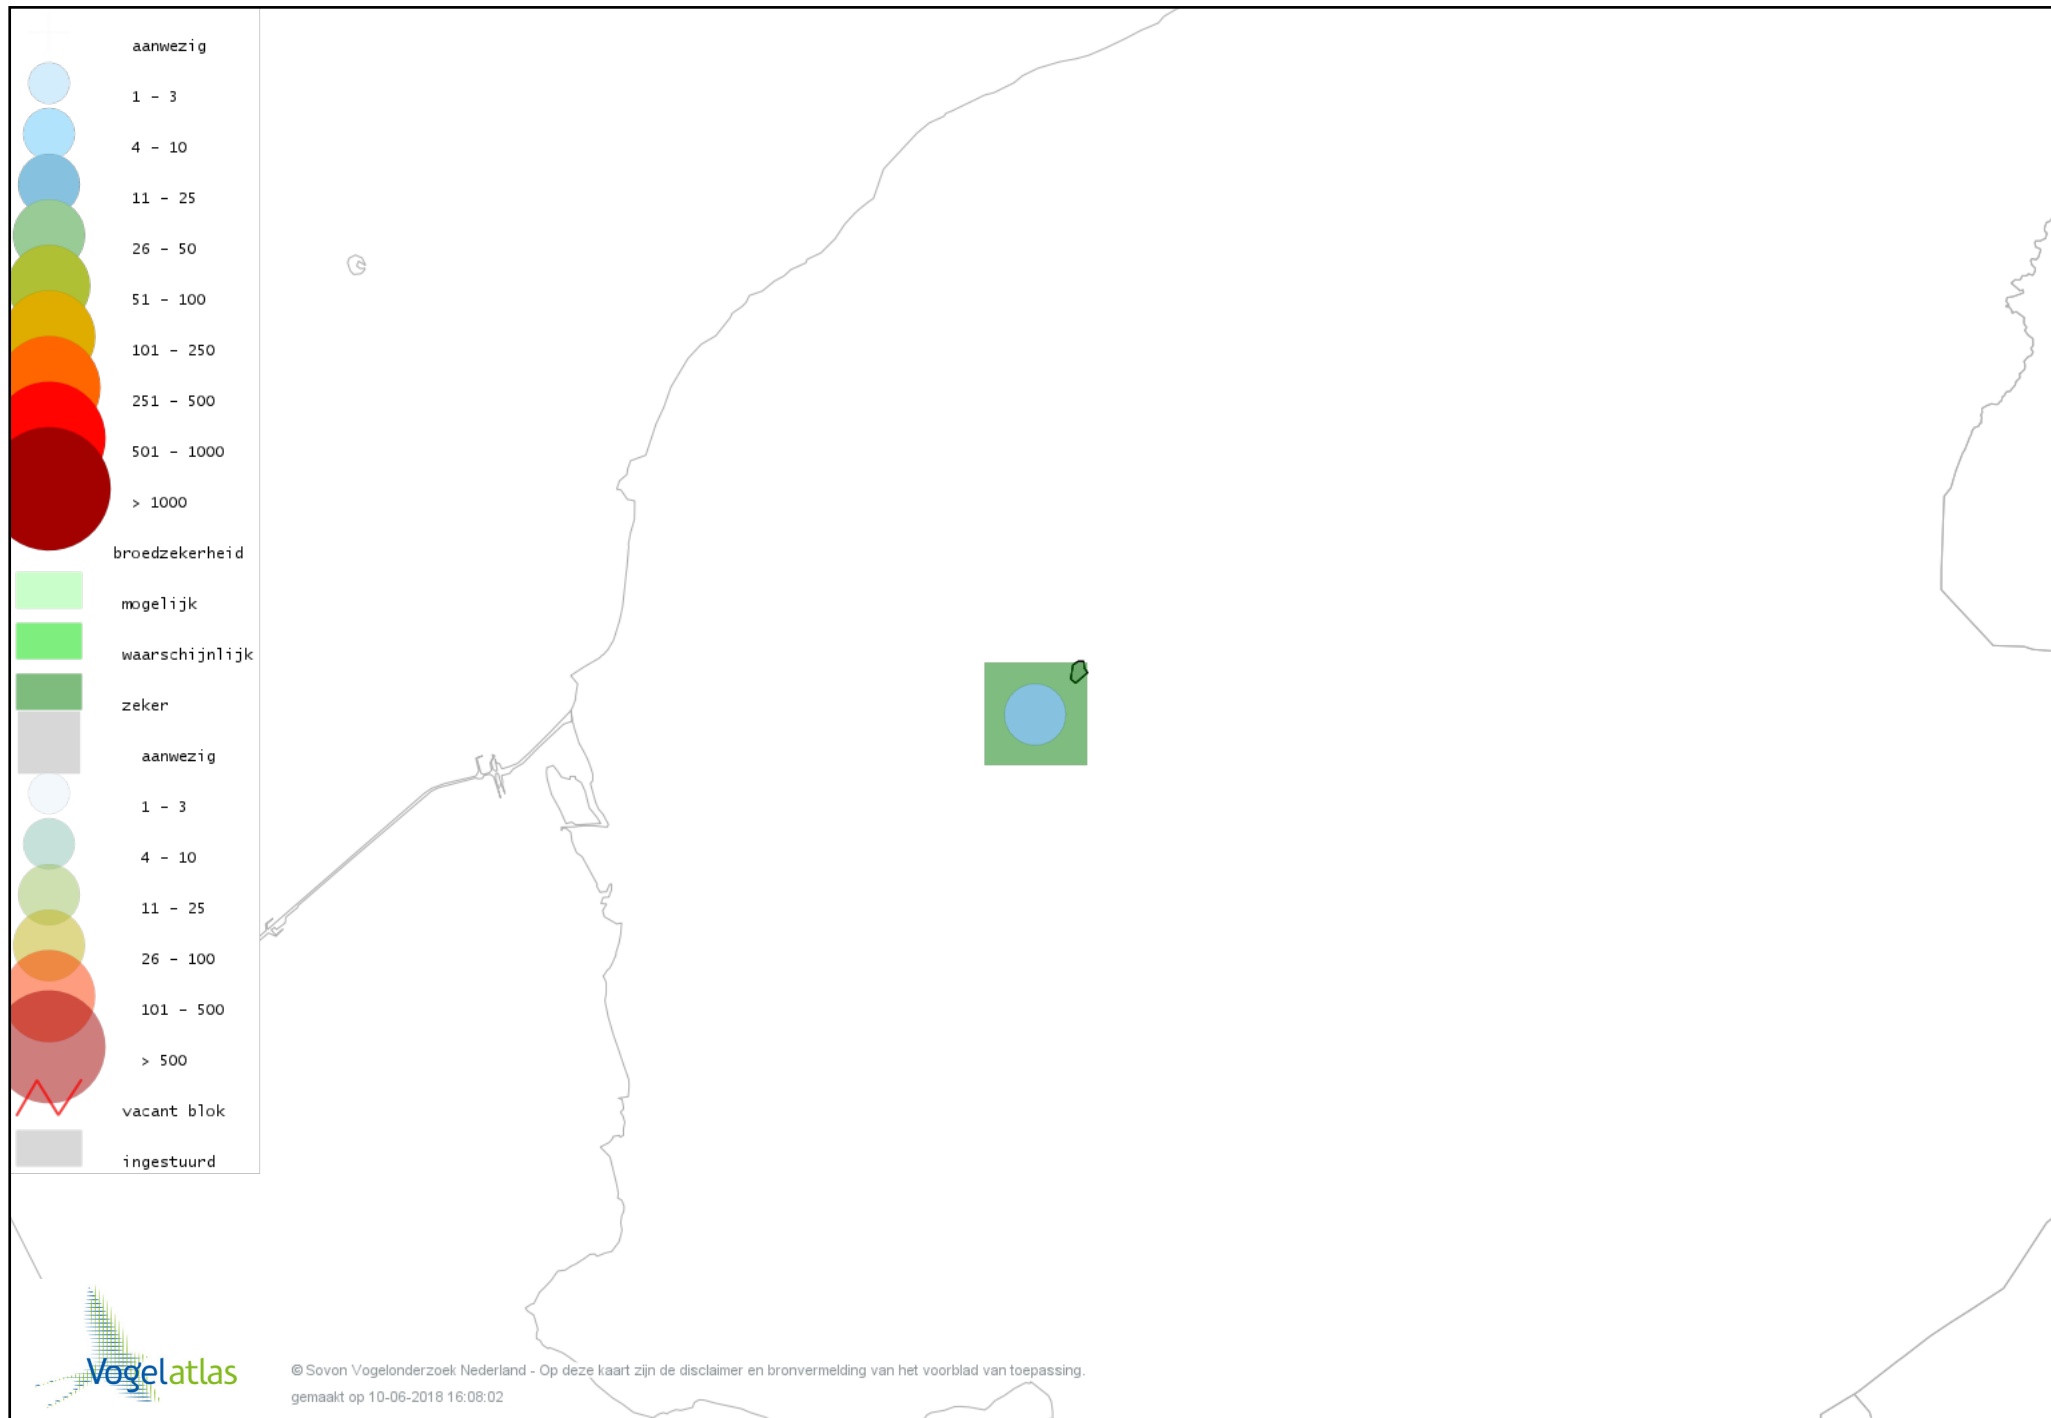 aanwezig
1 - 3
4 - 10
11 - 25
26 - 50
51 - 100
101 - 250
251 - 500
501 - 1000
> 1000
broedzekerheid
mogelijk
waarschijnlijk
zeker
aanwezig
1 - 3
4 - 10
11 - 25
26 - 100
101 - 500
> 500
vacant blok
ingestuurd
Vogelatlas
© Sovon Vogelonderzoek Nederland - Op deze kaart zijn de disclaimer en bronvermelding van het voorblad van toepassing.
gemaakt op 10-06-2018 16:08:02